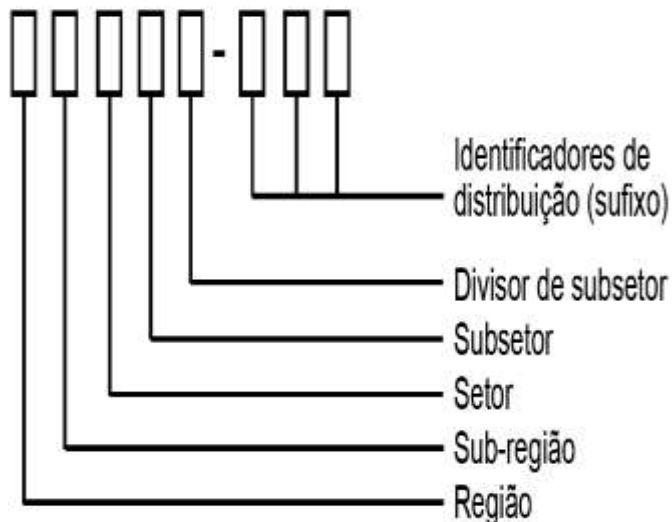 -
Identificadores de
distribuição (sufixo)
Divisor de subsetor
Subsetor
Setor
Sub-região
Região